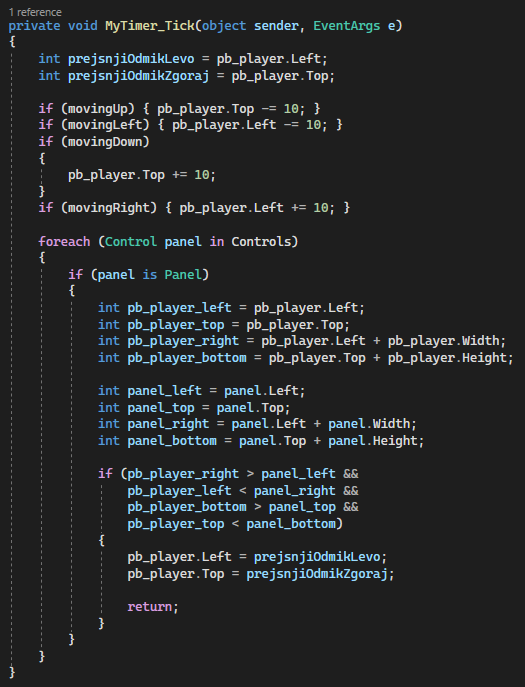 1 reference
private void MyTimer_Tick(object sender, EventArgs e)
{
    int prejsnjiOdmikLevo = pb_player.Left;
    int prejsnjiOdmikZgoraj = pb_player.Top;

    if (movingUp) { pb_player.Top -= 10; }
    if (movingLeft) { pb_player.Left -= 10; }
    if (movingDown)
    {
        pb_player.Top += 10;
    }
    if (movingRight) { pb_player.Left += 10; }

    foreach (Control panel in Controls)
    {
        if (panel is Panel)
        {
            int pb_player_left = pb_player.Left;
            int pb_player_top = pb_player.Top;
            int pb_player_right = pb_player.Left + pb_player.Width;
            int pb_player_bottom = pb_player.Top + pb_player.Height;

            int panel_left = panel.Left;
            int panel_top = panel.Top;
            int panel_right = panel.Left + panel.Width;
            int panel_bottom = panel.Top + panel.Height;

            if (pb_player_right > panel_left &&
                pb_player_left < panel_right &&
                pb_player_bottom > panel_top &&
                pb_player_top < panel_bottom)
            {
                pb_player.Left = prejsnjiOdmikLevo;
                pb_player.Top = prejsnjiOdmikZgoraj;

                return;
            }
        }
    }
}